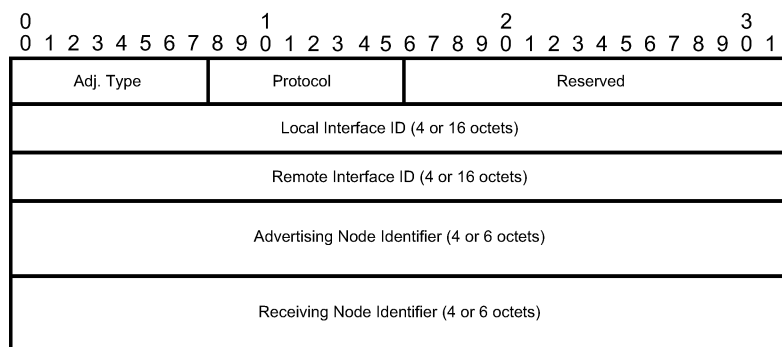 0 1 2 3
0 1 2 3 4 5 6 7 8 9 0 1 2 3 4 5 6 7 8 9 0 1 2 3 4 5 6 7 8 9 0 1
Adj. Type Protocol Reserved
Local Interface ID (4 or 16 octets)
Remote Interface ID (4 or 16 octets)
Advertising Node Identifier (4 or 6 octets)
Receiving Node Identifier (4 or 6 octets)